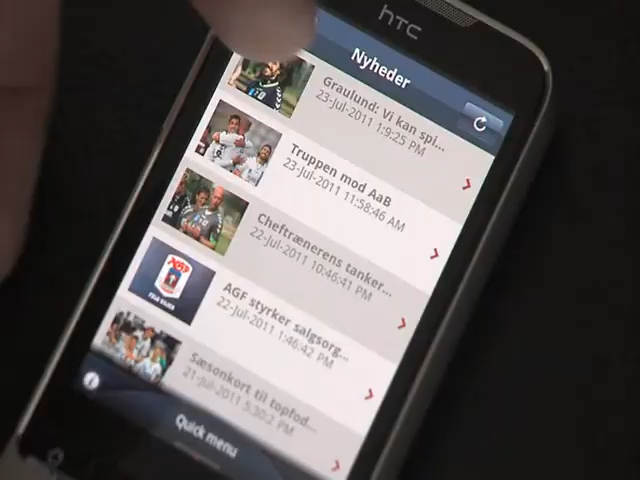 hTC
Nyheder
Graulund: Vi kan spi...
23-Jul-2011 1:9:25 PM
Truppen mod AaB
23-Jul-2011 11:58:46 AM
Cheftrænerens tanker...
22-Jul-2011 10:46:41 PM
AGF
AGF styrker salgsorg...
22-Jul-2011 1:46:42 PM
Sæsonkort til topfod...
21-Jul-2011 5:30:2 PM
Quick menu